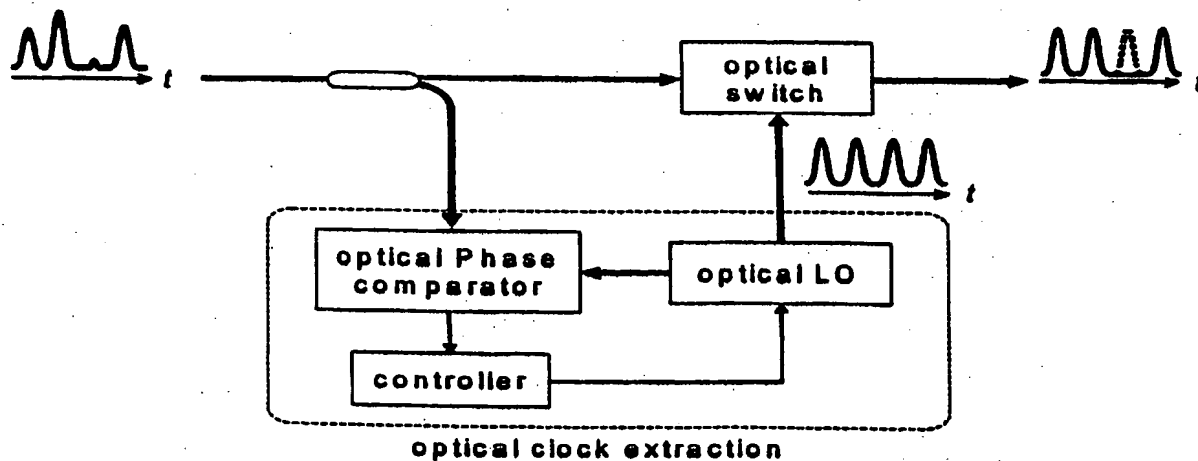 t
optical
switch
t
t
optical Phase
comparator
optical LO
controller
optical clock extraction